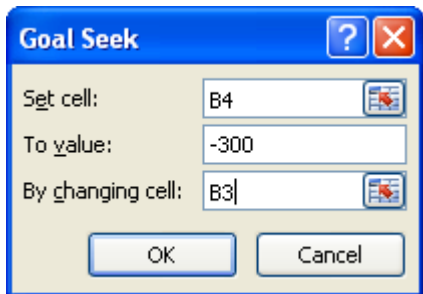 Goal Seek
Set cell: B4
To value: -300
By changing cell: B3
OK Cancel